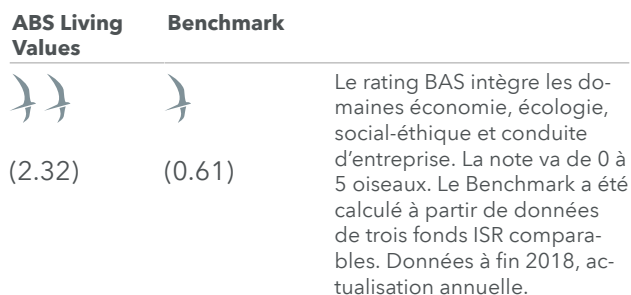 ABS Living Values
Benchmark
(2.32)
(0.61)
Le rating BAS intègre les do-
maines économie, écologie,
social-éthique et conduite
d'entreprise. La note va de 0 à
5 oiseaux. Le Benchmark a été
calculé à partir de données
de trois fonds ISR compara-
bles. Données à fin 2018, ac-
tualisation annuelle.